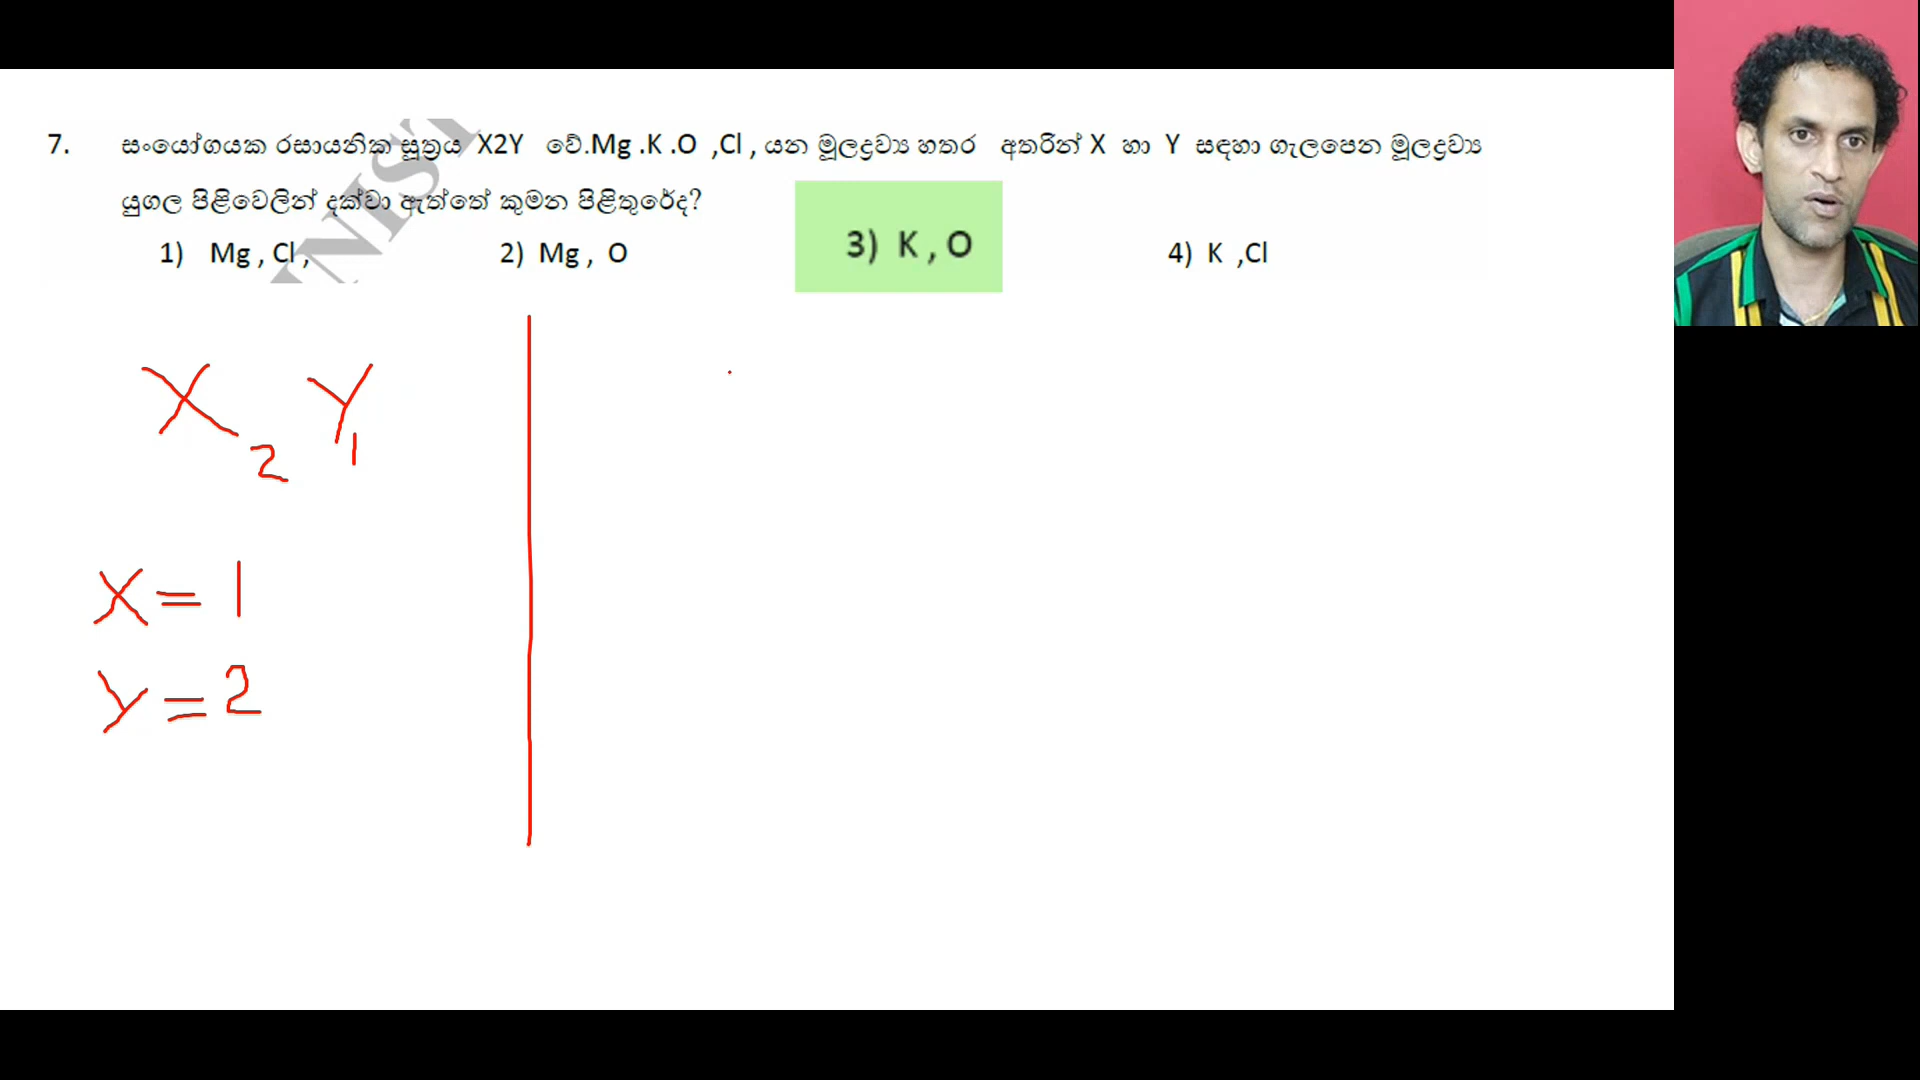 7. සංයෝගයක රසායනික සූත්‍රය X2Y වේ.Mg .K .O ,Cl , යන මූලද්‍රව්‍ය හතර අතරින් X හා Y සඳහා ගැලපෙන මූලද්‍රව්‍ය
යුගල පිළිවෙලින් දක්වා ඇත්තේ කුමන පිළිතුරේද?
1) Mg , Cl , 2) Mg , O 3) K , O 4) K ,Cl
X₂ Y₁
X = 1
Y = 2